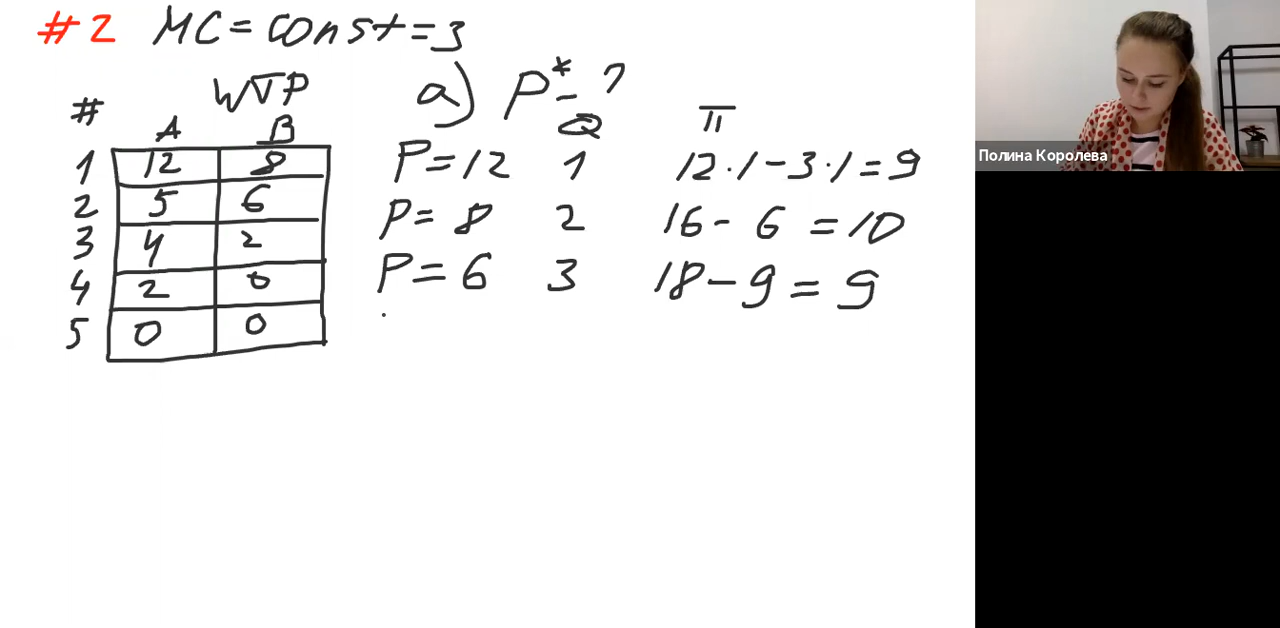 #2 MC = const = 3
WTP
а) P* - ?
# A B Q π
1 12 8 P = 12 1 12·1 - 3·1 = 9
2 5 6 P = 8 2 16 - 6 = 10
3 4 2 P = 6 3 18 - 9 = 9
4 2 0
5 0 0
Полина Королева